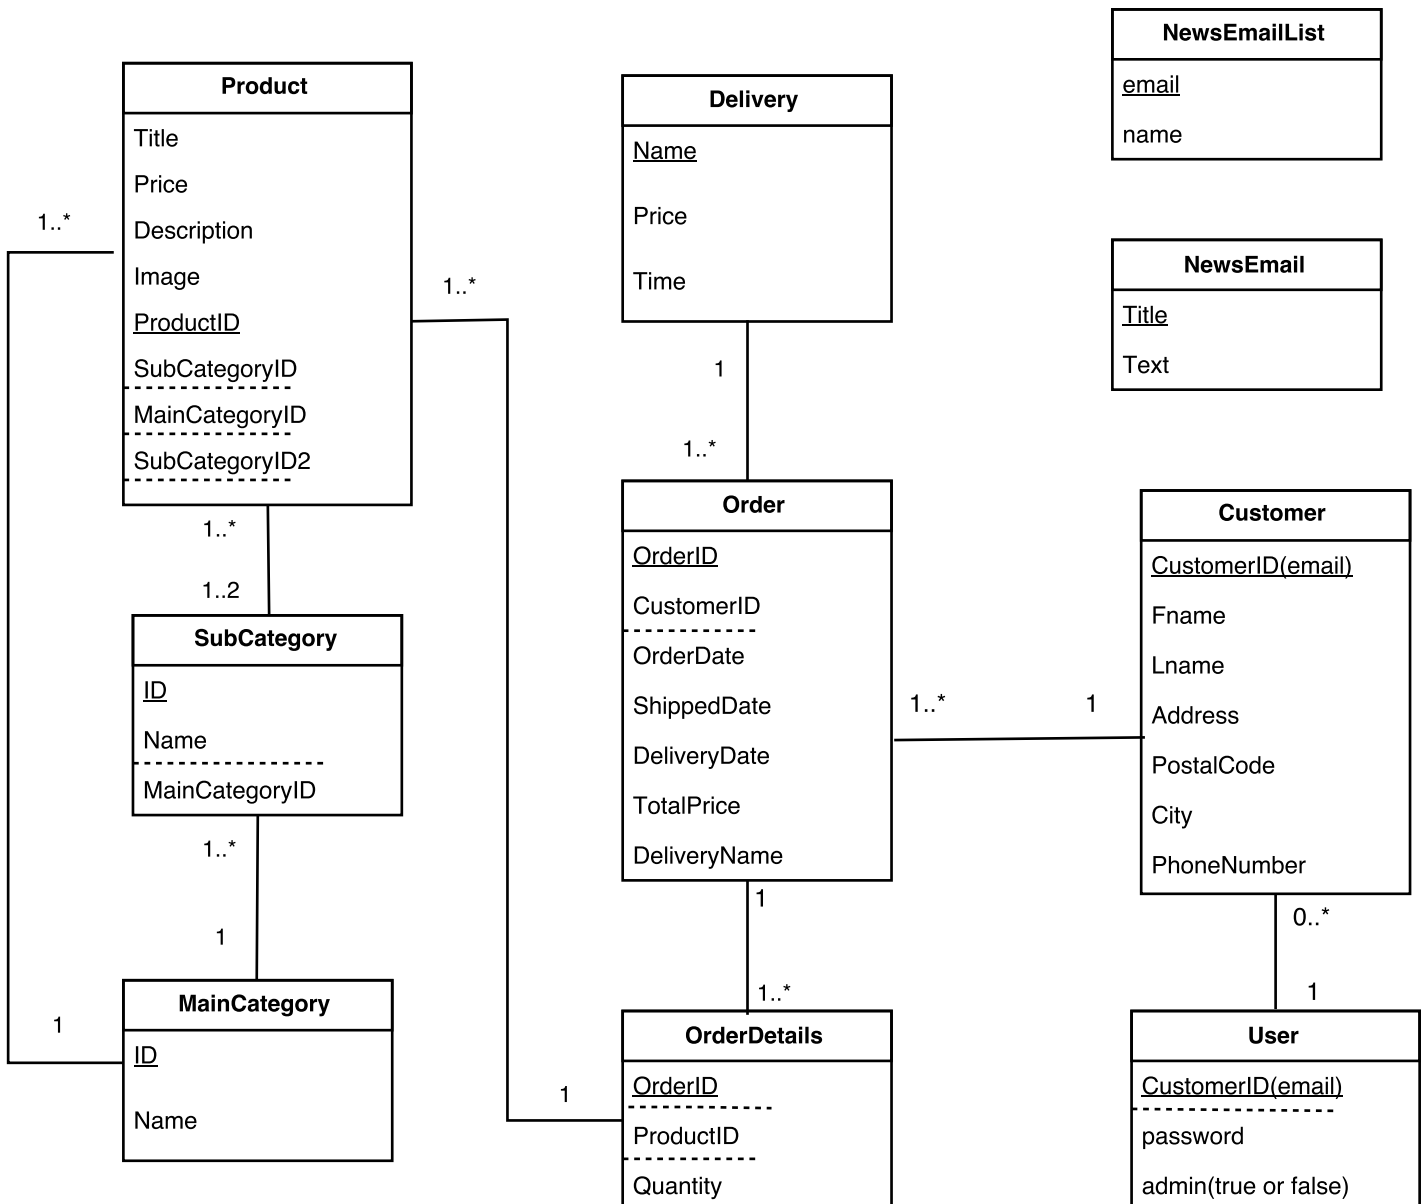 Product
Title
Price
Description
Image
ProductID
SubCategoryID
MainCategoryID
SubCategoryID2
1..*
1..*
1..2
SubCategory
ID
Name
MainCategoryID
1..*
1
MainCategory
ID
Name
1
1..*
1
Delivery
Name
Price
Time
1
1..*
Order
OrderID
CustomerID
OrderDate
ShippedDate
DeliveryDate
TotalPrice
DeliveryName
1
1..*
OrderDetails
OrderID
ProductID
Quantity
1..*
1
NewsEmailList
email
name
NewsEmail
Title
Text
Customer
CustomerID(email)
Fname
Lname
Address
PostalCode
City
PhoneNumber
0..*
1
User
CustomerID(email)
password
admin(true or false)